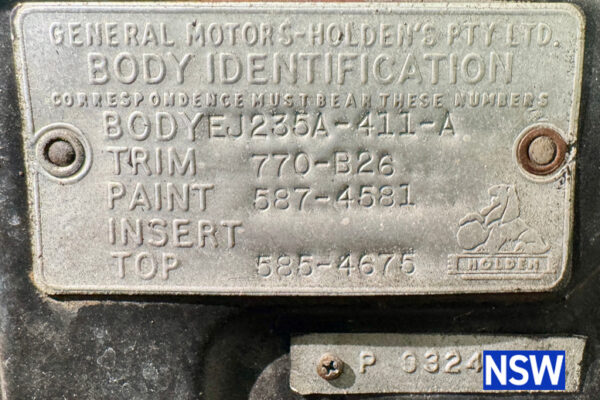 GENERAL MOTORS-HOLDEN'S PTY LTD.
BODY IDENTIFICATION
CORRESPONDENCE MUST BEAR THESE NUMBERS
BODY EJ235A-411-A
TRIM 770-B26
PAINT 587-4581
INSERT
TOP 585-4675
HOLDEN
P 9324
NSW